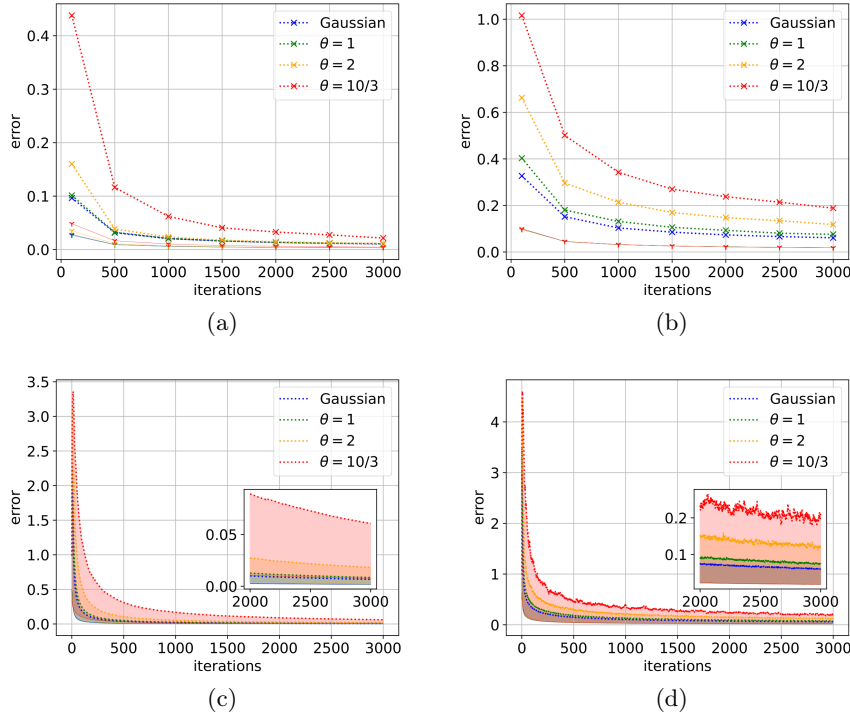 0.4
0.3
0.2
0.1
0.0
error
0 500 1000 1500 2000 2500 3000
iterations
Gaussian
θ = 1
θ = 2
θ = 10/3
(a)
1.0
0.8
0.6
0.4
0.2
0.0
error
0 500 1000 1500 2000 2500 3000
iterations
Gaussian
θ = 1
θ = 2
θ = 10/3
(b)
3.5
3.0
2.5
2.0
1.5
1.0
0.5
0.0
error
0 500 1000 1500 2000 2500 3000
iterations
Gaussian
θ = 1
θ = 2
θ = 10/3
0.05
0.00
2000 2500 3000
(c)
4
2
0
error
0 500 1000 1500 2000 2500 3000
iterations
Gaussian
θ = 1
θ = 2
θ = 10/3
0.2
0.1
2000 2500 3000
(d)